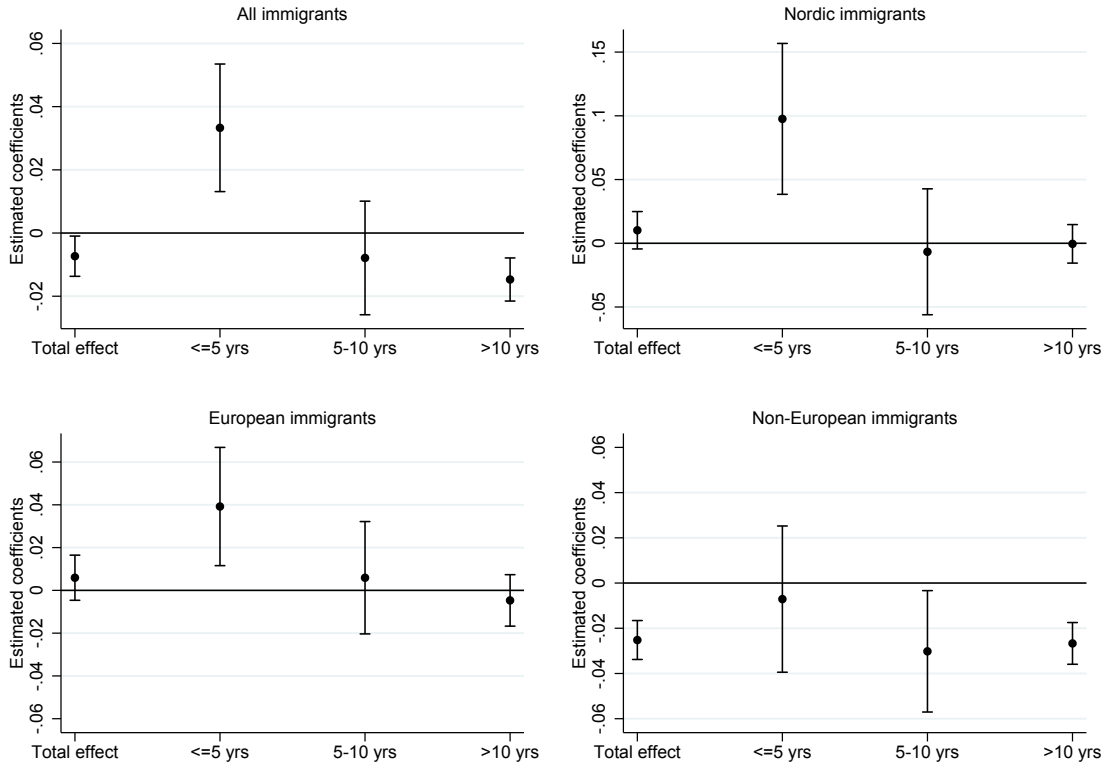 All immigrants
Estimated coefficients
.06
.04
.02
0
-.02
Total effect
<=5 yrs
5-10 yrs
>10 yrs
Nordic immigrants
Estimated coefficients
.15
.1
.05
0
-.05
Total effect
<=5 yrs
5-10 yrs
>10 yrs
European immigrants
Estimated coefficients
.06
.04
.02
0
-.02
-.04
-.06
Total effect
<=5 yrs
5-10 yrs
>10 yrs
Non-European immigrants
Estimated coefficients
.06
.04
.02
0
-.02
-.04
-.06
Total effect
<=5 yrs
5-10 yrs
>10 yrs